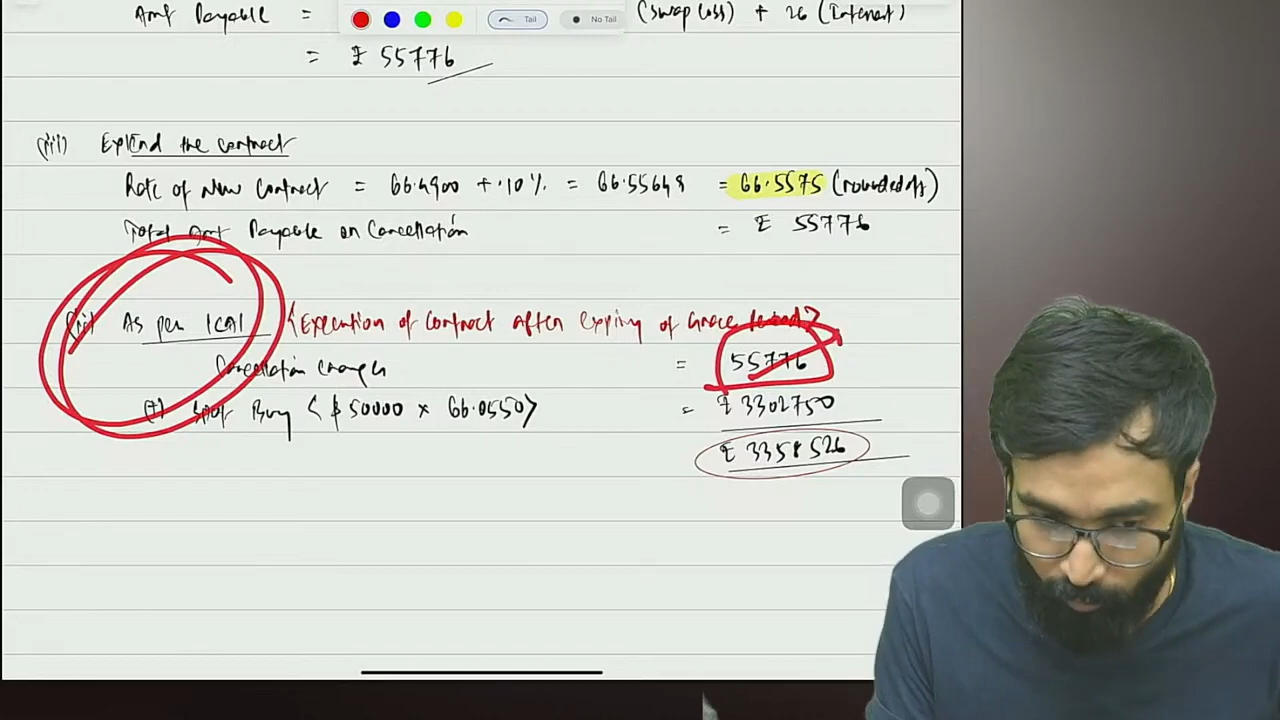 Amt Payable = (Swap loss) + 26 (Interest)
Tail
No Tail
= ₹ 55776
(iii) Extend the contract
Rate of New Contract = 66.4900 + .10% = 66.55649 = 66.5575 (rounded off)
Total Amt Payable on Cancellation = ₹ 55776
As per ICAI <Execution of Contract after expiry of Grace Period>
Cancellation Charges = 55776
(+) Spot Buy <$ 50000 × 66.0550> = ₹ 3302750
₹ 3358526